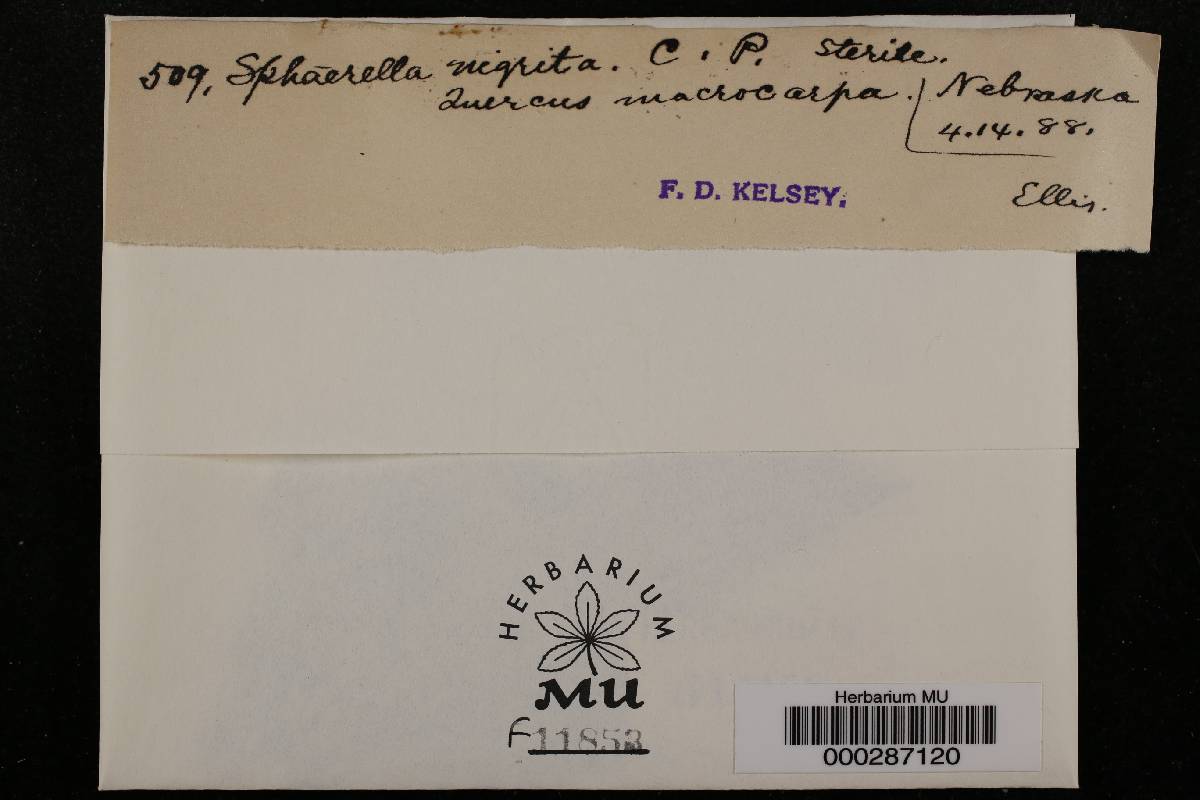 509, Sphaerella nigrita. C. P. Sterile.
Quercus macrocarpa. Nebraska
4.14.88.
F. D. KELSEY.
Ellis.
HERBARIUM
MU
F 11853
Herbarium MU
000287120